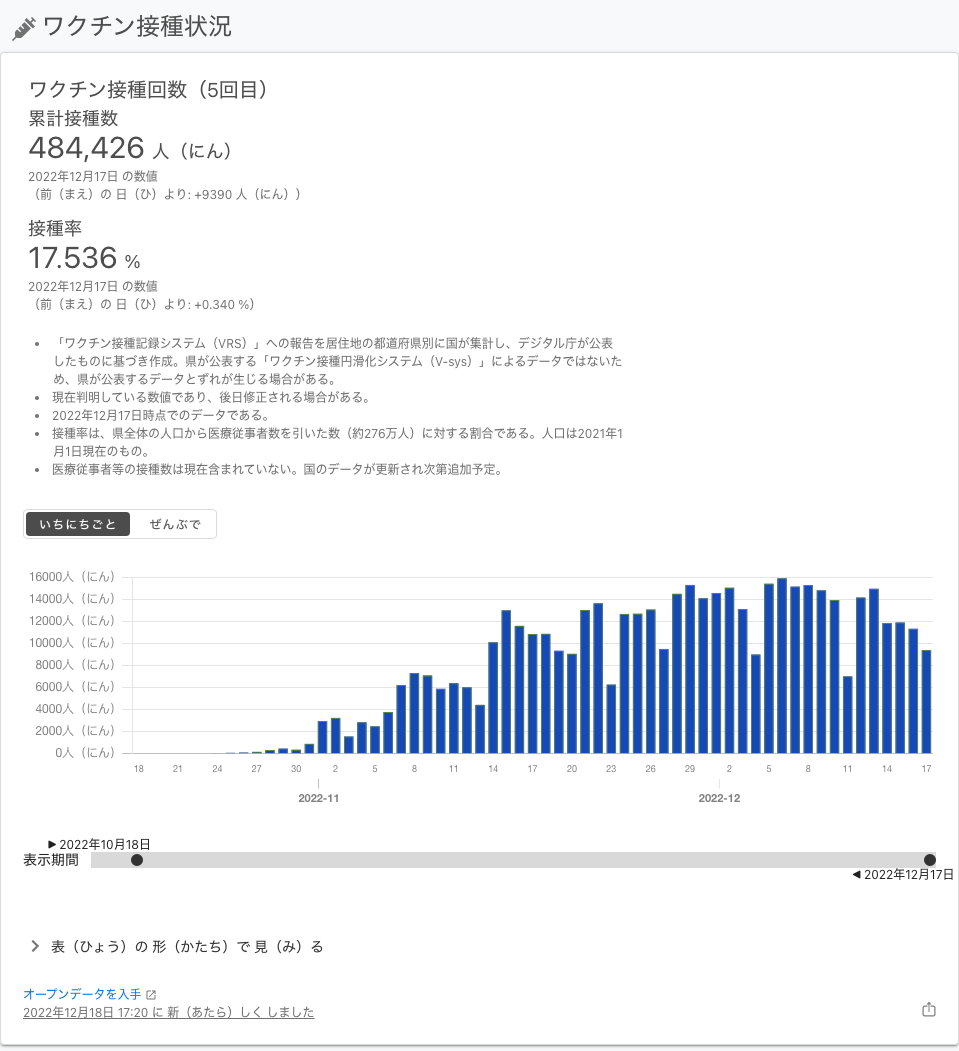 ワクチン接種状況
ワクチン接種回数（5回目）
累計接種数
484,426 人（にん）
2022年12月17日 の数値
（前（まえ）の 日（ひ）より: +9390 人（にん））
接種率
17.536 %
2022年12月17日 の数値
（前（まえ）の 日（ひ）より: +0.340 %）
• 「ワクチン接種記録システム（VRS）」への報告を居住地の都道府県別に国が集計し、デジタル庁が公表
したものに基づき作成。県が公表する「ワクチン接種円滑化システム（V-sys）」によるデータではないた
め、県が公表するデータとずれが生じる場合がある。
• 現在判明している数値であり、後日修正される場合がある。
• 2022年12月17日時点でのデータである。
• 接種率は、県全体の人口から医療従事者数を引いた数（約276万人）に対する割合である。人口は2021年1
月1日現在のもの。
• 医療従事者等の接種数は現在含まれていない。国のデータが更新され次第追加予定。
いちにちごと ぜんぶで
16000人（にん）
14000人（にん）
12000人（にん）
10000人（にん）
8000人（にん）
6000人（にん）
4000人（にん）
2000人（にん）
0人（にん）
18 21 24 27 30 2 5 8 11 14 17 20 23 26 29 2 5 8 11 14 17
2022-11 2022-12
▶ 2022年10月18日
表示期間
◀ 2022年12月17日
表（ひょう）の 形（かたち）で 見（み）る
オープンデータを入手
2022年12月18日 17:20 に 新（あたら）しく しました